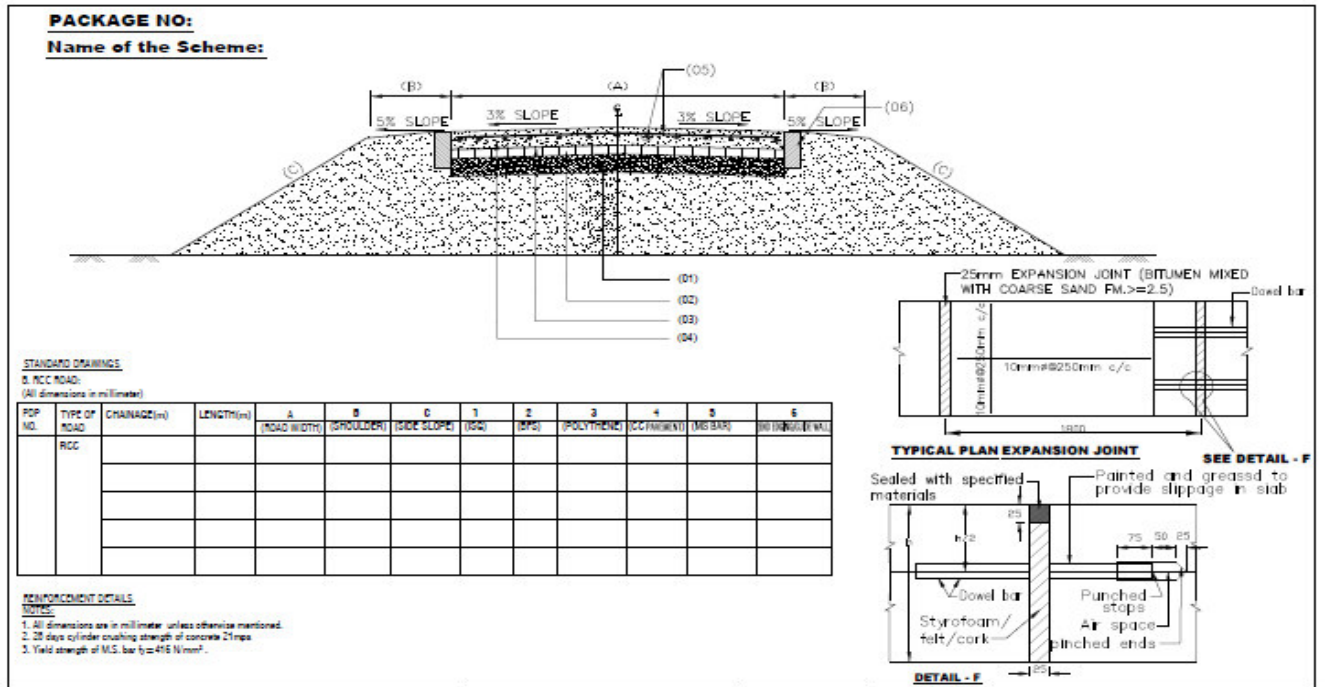 PACKAGE NO:
Name of the Scheme:
(B) (A) (05) (B)
(06)
5% SLOPE 3% SLOPE 3% SLOPE 5% SLOPE
(C) (C)
(01)
(02)
(03)
(04)
25mm EXPANSION JOINT (BITUMEN MIXED
WITH COARSE SAND FM.>=2.5)
Dowel bar
10mm#@250mm c/c
10mm#@250mm c/c
TYPICAL PLAN EXPANSION JOINT
SEE DETAIL - F
STANDARD DRAWINGS
B. RCC ROAD:
(All dimensions in millimeter)
PDP NO. TYPE OF ROAD CHAINAGE(m) LENGTH(m) A (ROAD WIDTH) B (SHOULDER) C (SIDE SLOPE) 1 (ISG) 2 (BFS) 3 (POLYTHENE) 4 (CC PAVEMENT) 5 (MS BAR) 6
RCC
Sealed with specified
materials
Painted and greassd to
provide slippage in slab
25
h
h/2
75 50 25
Dowel bar
Punched
stops
Styrofoam/
felt/cork
Air space
pinched ends
25
DETAIL - F
REINFORCEMENT DETAILS
NOTES:
1. All dimensions are in millimeter unless otherwise mentioned.
2. 28 days cylinder crushing strength of concrete 21mpa
3. Yield strength of M.S. bar fy=415 N/mm².